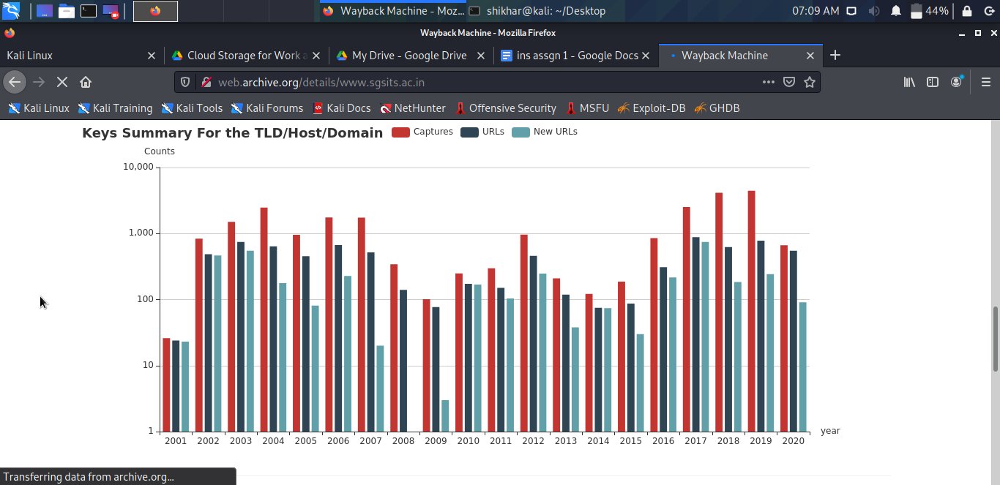 Wayback Machine - Moz...
shikhar@kali: ~/Desktop
07:09 AM
44%
Wayback Machine - Mozilla Firefox
Kali Linux
Cloud Storage for Work a
My Drive - Google Drive
ins assgn 1 - Google Docs
Wayback Machine
web.archive.org/details/www.sgsits.ac.in
Kali Linux
Kali Training
Kali Tools
Kali Forums
Kali Docs
NetHunter
Offensive Security
MSFU
Exploit-DB
GHDB
Keys Summary For the TLD/Host/Domain
Captures
URLs
New URLs
Counts
10,000
1,000
100
10
1
2001 2002 2003 2004 2005 2006 2007 2008 2009 2010 2011 2012 2013 2014 2015 2016 2017 2018 2019 2020
year
Transferring data from archive.org...